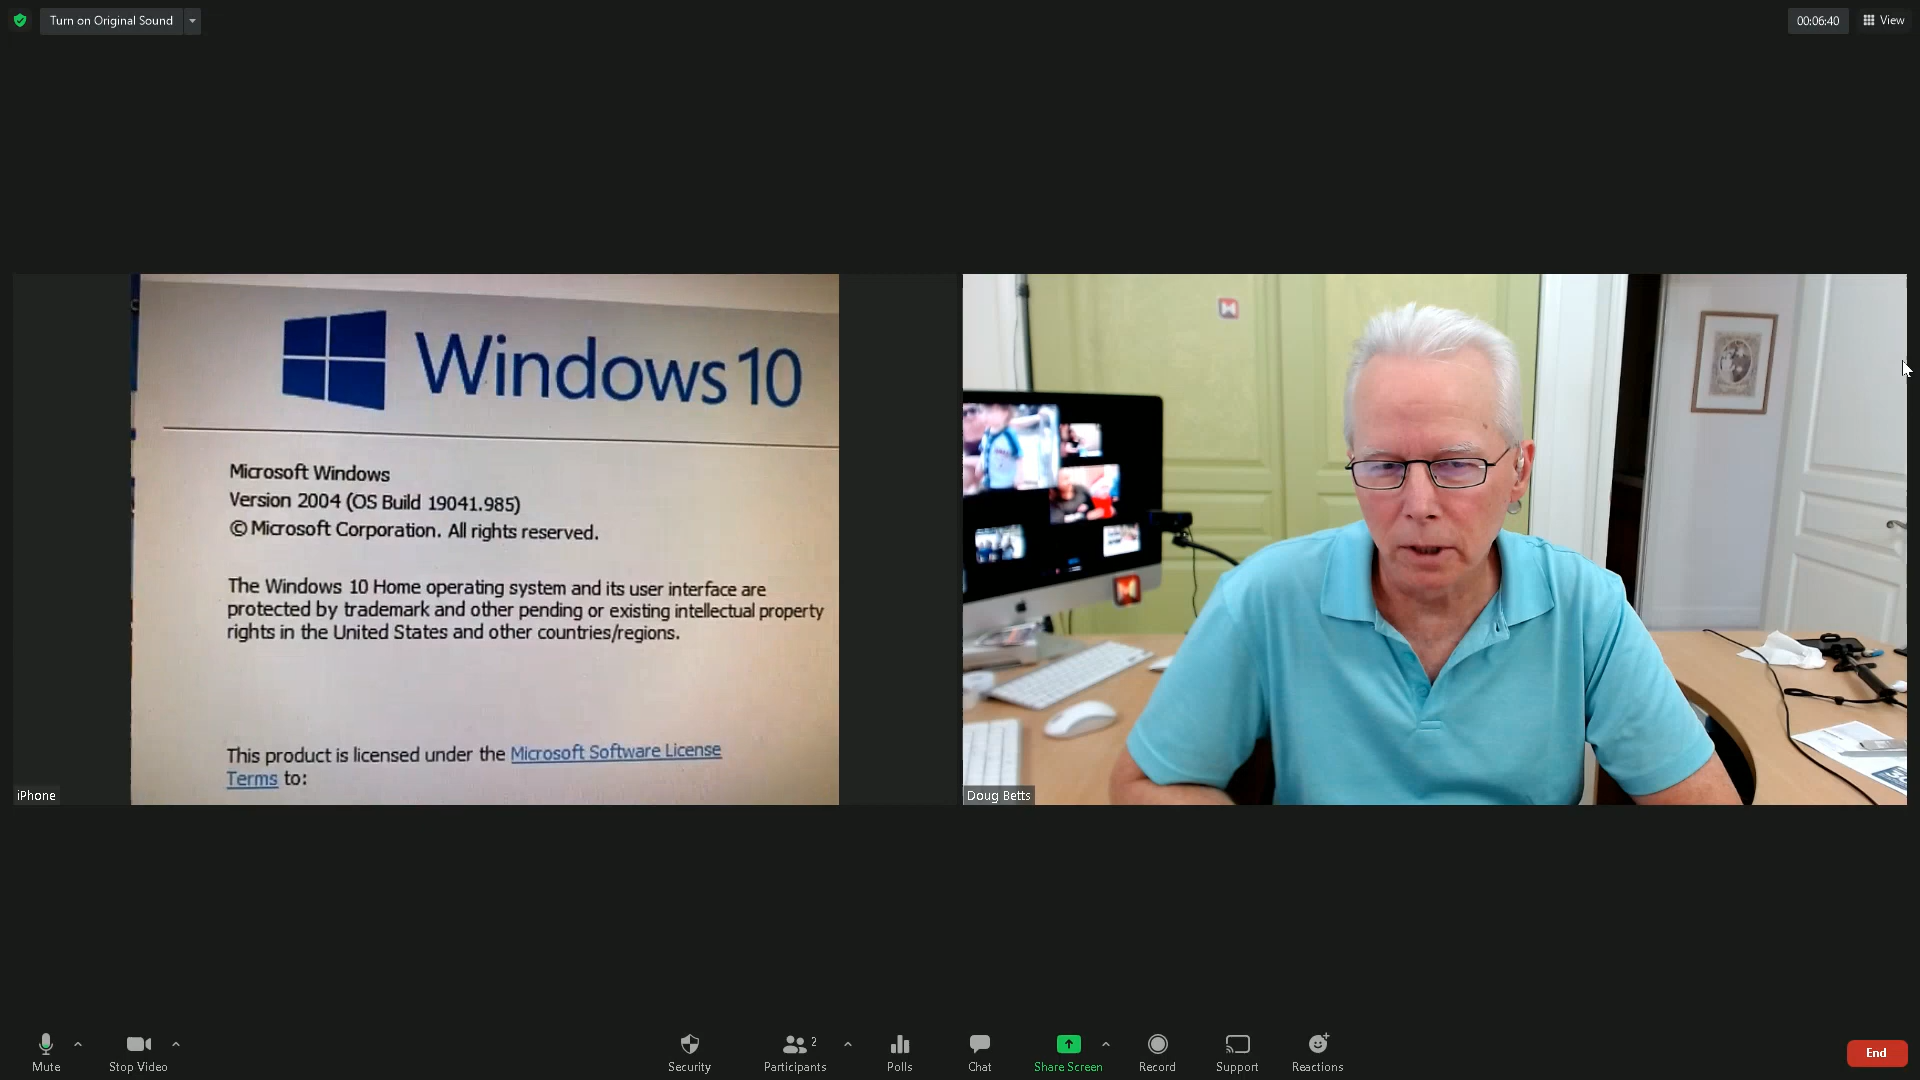 Turn on Original Sound
00:06:40
View
Windows 10
Microsoft Windows
Version 2004 (OS Build 19041.985)
© Microsoft Corporation. All rights reserved.
The Windows 10 Home operating system and its user interface are
protected by trademark and other pending or existing intellectual property
rights in the United States and other countries/regions.
This product is licensed under the Microsoft Software License
Terms to:
iPhone
Doug Betts
Mute
Stop Video
Security
Participants 2
Polls
Chat
Share Screen
Record
Support
Reactions
End